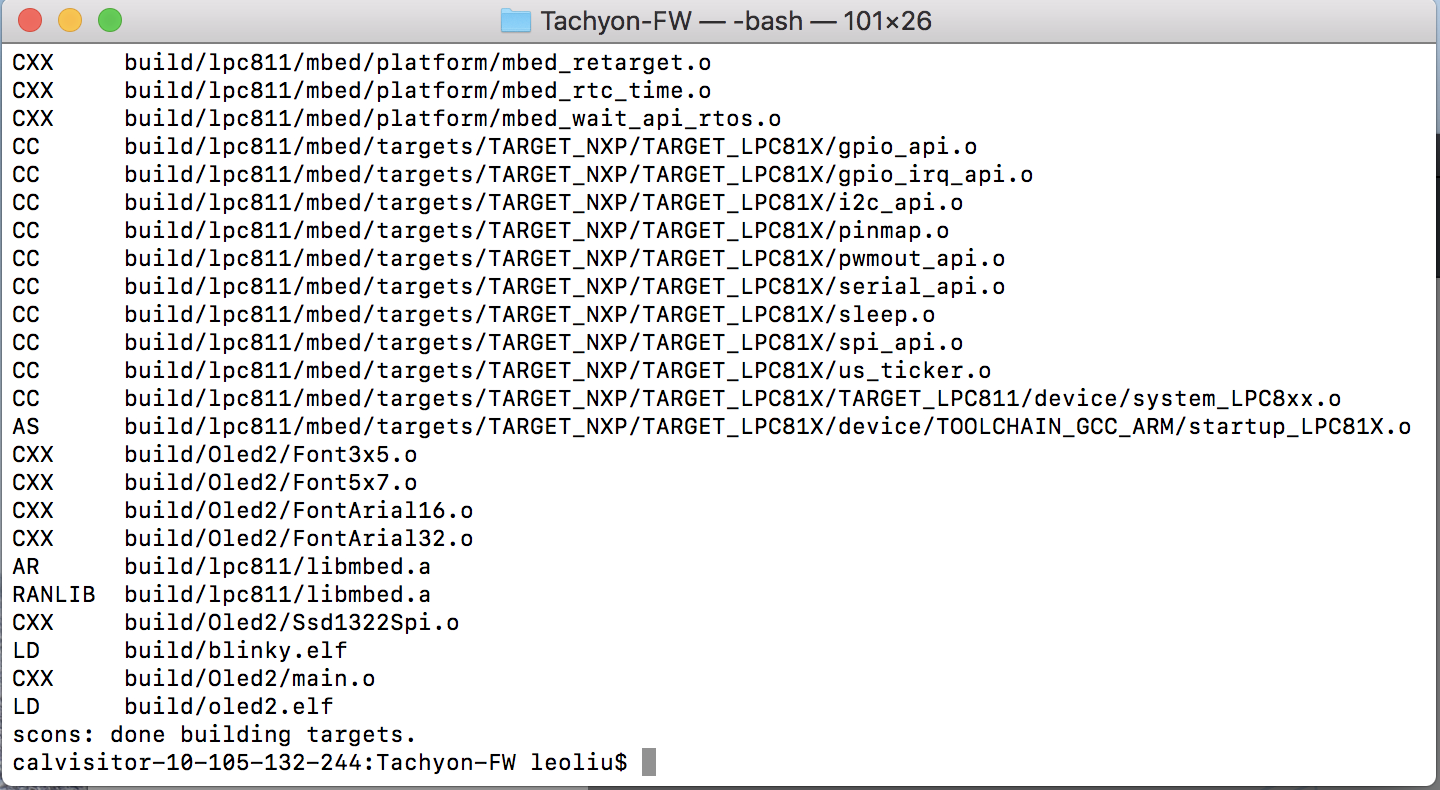 Tachyon-FW — -bash — 101×26
CXX build/lpc811/mbed/platform/mbed_retarget.o
CXX build/lpc811/mbed/platform/mbed_rtc_time.o
CXX build/lpc811/mbed/platform/mbed_wait_api_rtos.o
CC build/lpc811/mbed/targets/TARGET_NXP/TARGET_LPC81X/gpio_api.o
CC build/lpc811/mbed/targets/TARGET_NXP/TARGET_LPC81X/gpio_irq_api.o
CC build/lpc811/mbed/targets/TARGET_NXP/TARGET_LPC81X/i2c_api.o
CC build/lpc811/mbed/targets/TARGET_NXP/TARGET_LPC81X/pinmap.o
CC build/lpc811/mbed/targets/TARGET_NXP/TARGET_LPC81X/pwmout_api.o
CC build/lpc811/mbed/targets/TARGET_NXP/TARGET_LPC81X/serial_api.o
CC build/lpc811/mbed/targets/TARGET_NXP/TARGET_LPC81X/sleep.o
CC build/lpc811/mbed/targets/TARGET_NXP/TARGET_LPC81X/spi_api.o
CC build/lpc811/mbed/targets/TARGET_NXP/TARGET_LPC81X/us_ticker.o
CC build/lpc811/mbed/targets/TARGET_NXP/TARGET_LPC81X/TARGET_LPC811/device/system_LPC8xx.o
AS build/lpc811/mbed/targets/TARGET_NXP/TARGET_LPC81X/device/TOOLCHAIN_GCC_ARM/startup_LPC81X.o
CXX build/Oled2/Font3x5.o
CXX build/Oled2/Font5x7.o
CXX build/Oled2/FontArial16.o
CXX build/Oled2/FontArial32.o
AR build/lpc811/libmbed.a
RANLIB build/lpc811/libmbed.a
CXX build/Oled2/Ssd1322Spi.o
LD build/blinky.elf
CXX build/Oled2/main.o
LD build/oled2.elf
scons: done building targets.
calvisitor-10-105-132-244:Tachyon-FW leoliu$